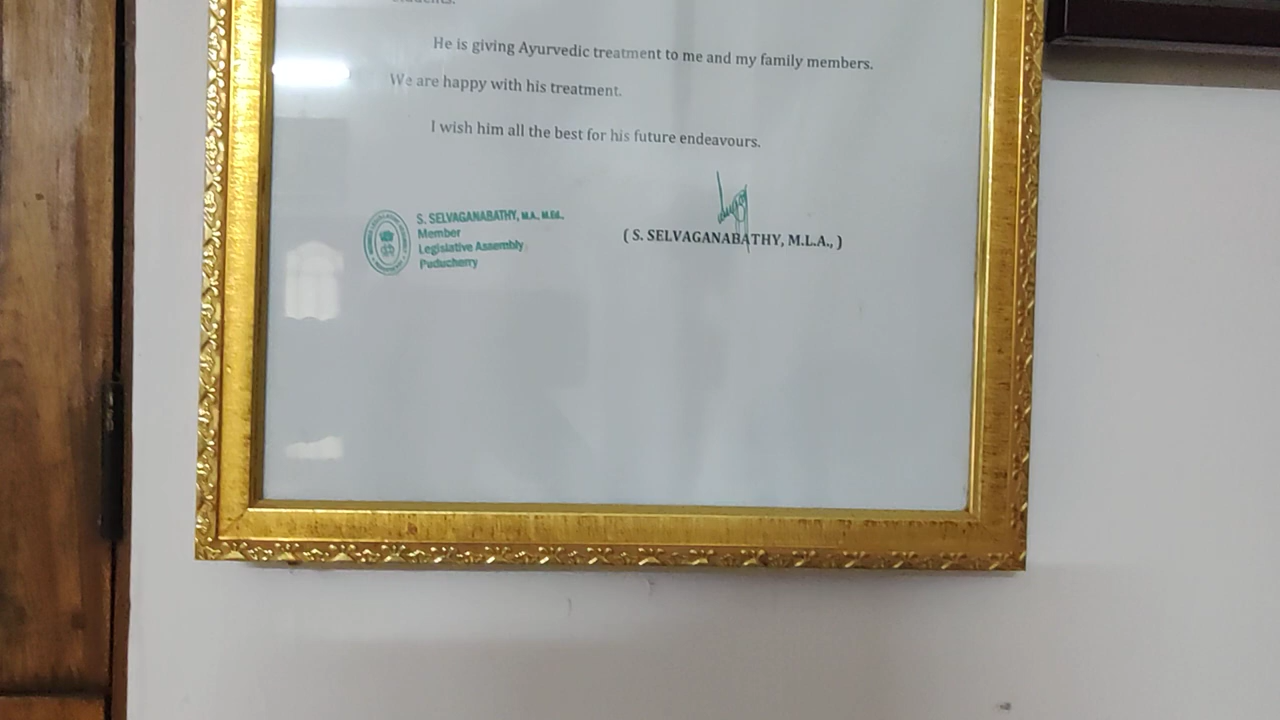 He is giving Ayurvedic treatment to me and my family members.
We are happy with his treatment.
I wish him all the best for his future endeavours.
S. SELVAGANABATHY, M.A., M.Ed.,
Member
Legislative Assembly
Puducherry
( S. SELVAGANABATHY, M.L.A., )